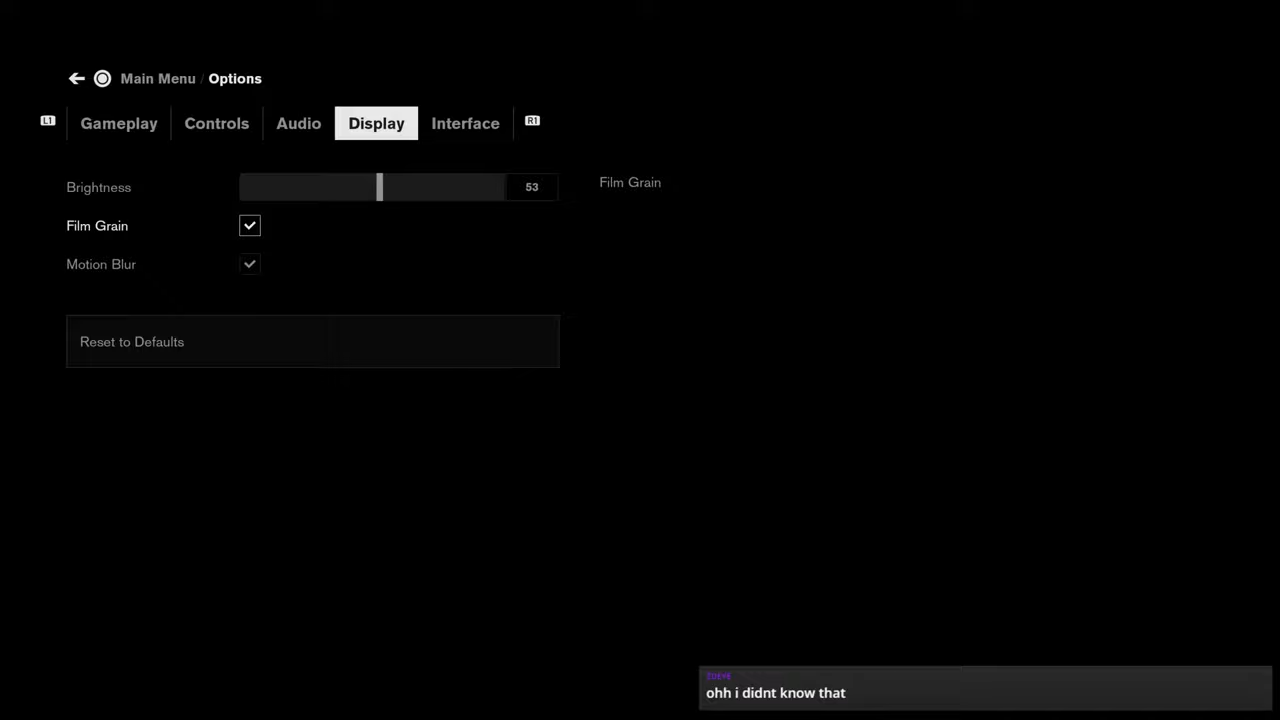 Main Menu / Options
L1 Gameplay Controls Audio Display Interface R1
Brightness 53
Film Grain
Film Grain
Motion Blur
Reset to Defaults
ohh i didnt know that